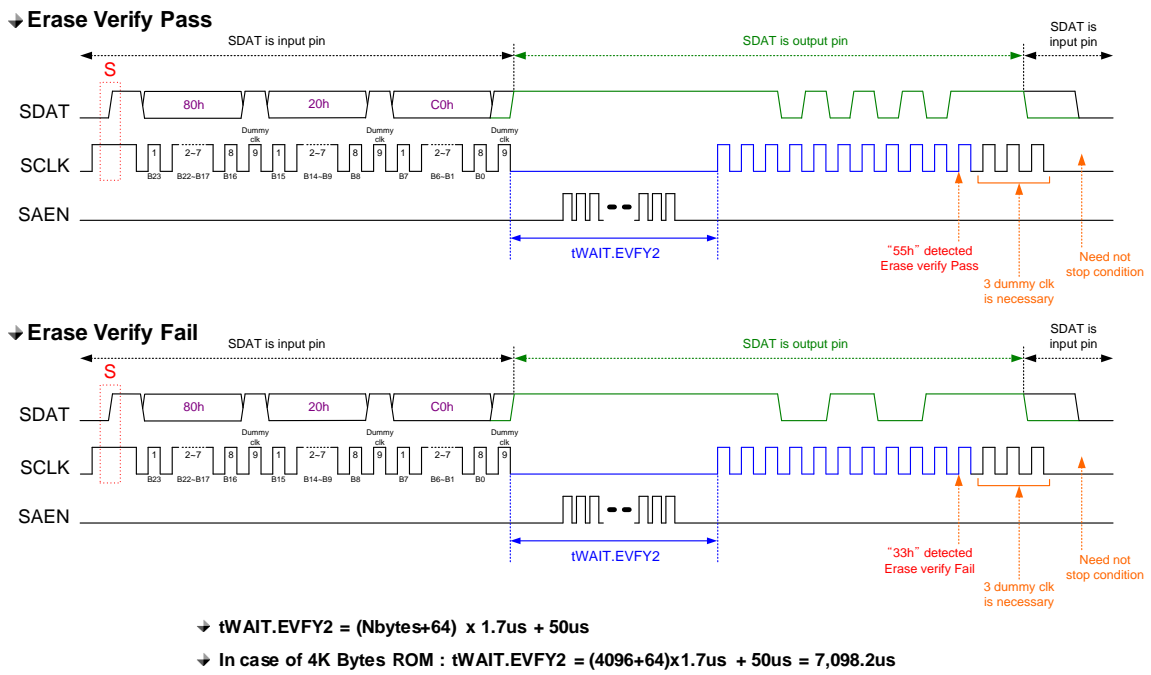 Erase Verify Pass
SDAT is input pin
SDAT is output pin
SDAT is
input pin
S
SDAT
80h
20h
C0h
Dummy
clk
Dummy
clk
Dummy
clk
SCLK
1 2~7 8 9 1 2~7 8 9 1 2~7 8 9
B23 B22~B17 B16 B15 B14~B9 B8 B7 B6~B1 B0
SAEN
tWAIT.EVFY2
"55h" detected
Erase verify Pass
3 dummy clk
is necessary
Need not
stop condition
Erase Verify Fail
SDAT is input pin
SDAT is output pin
SDAT is
input pin
S
SDAT
80h
20h
C0h
Dummy
clk
Dummy
clk
Dummy
clk
SCLK
1 2~7 8 9 1 2~7 8 9 1 2~7 8 9
B23 B22~B17 B16 B15 B14~B9 B8 B7 B6~B1 B0
SAEN
tWAIT.EVFY2
"33h" detected
Erase verify Fail
3 dummy clk
is necessary
Need not
stop condition
tWAIT.EVFY2 = (Nbytes+64) x 1.7us + 50us
In case of 4K Bytes ROM : tWAIT.EVFY2 = (4096+64)x1.7us + 50us = 7,098.2us